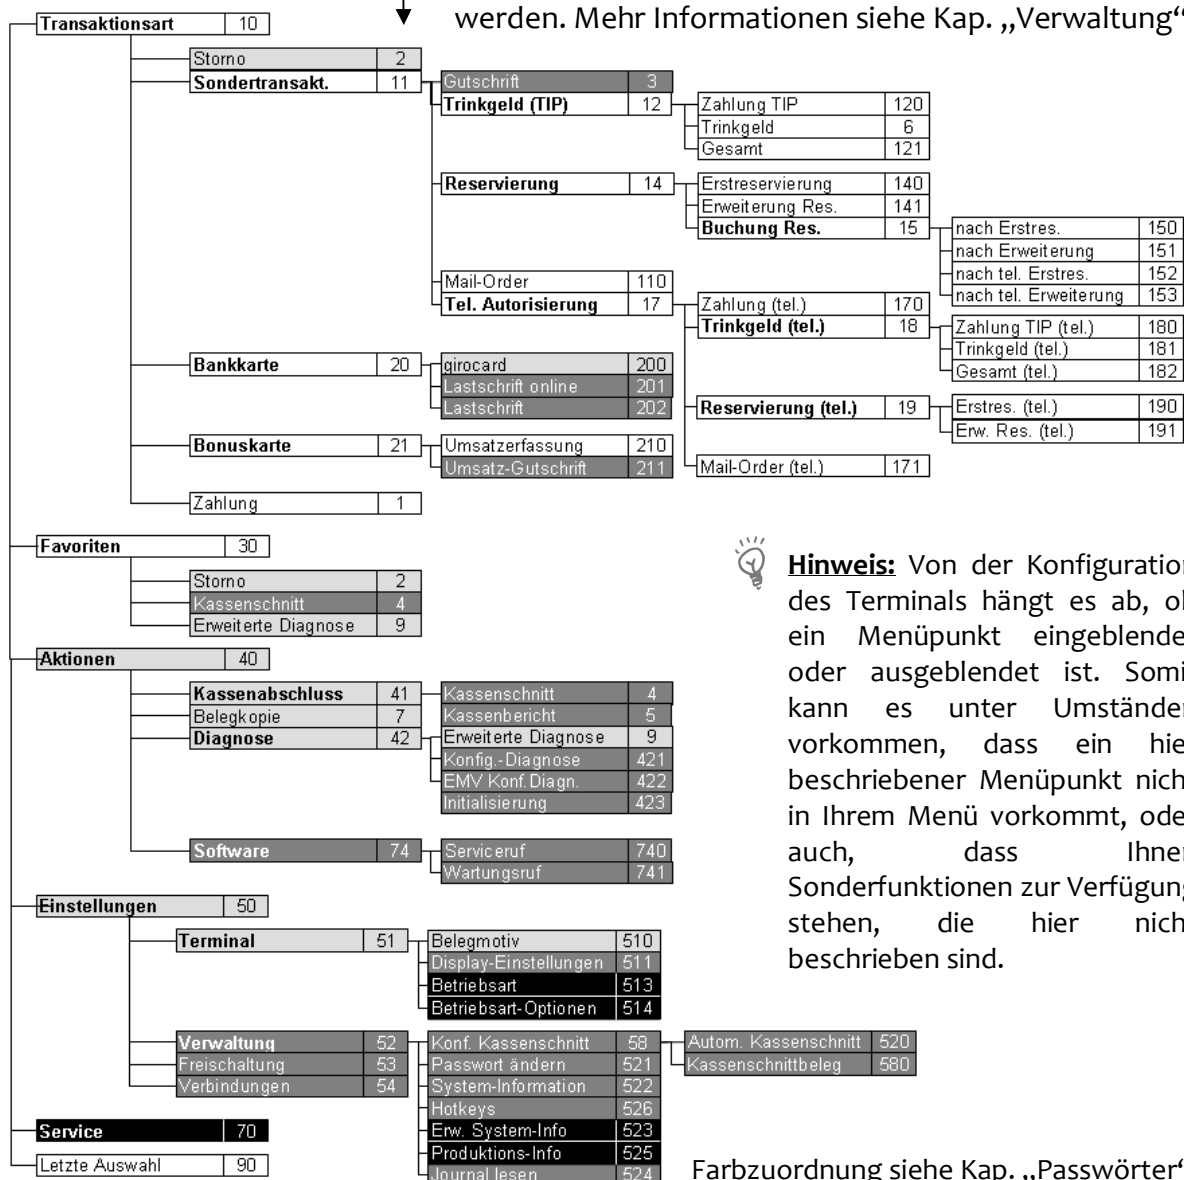 werden. Mehr Informationen siehe Kap. „Verwaltung“
Transaktionsart 10
Storno 2
Sondertransakt. 11
Gutschrift 3
Trinkgeld (TIP) 12
Zahlung TIP 120
Trinkgeld 6
Gesamt 121
Reservierung 14
Erstreservierung 140
Erweiterung Res. 141
Buchung Res. 15
nach Erstres. 150
nach Erweiterung 151
nach tel. Erstres. 152
nach tel. Erweiterung 153
Mail-Order 110
Tel. Autorisierung 17
Zahlung (tel.) 170
Trinkgeld (tel.) 18
Zahlung TIP (tel.) 180
Trinkgeld (tel.) 181
Gesamt (tel.) 182
Reservierung (tel.) 19
Erstres. (tel.) 190
Erw. Res. (tel.) 191
Mail-Order (tel.) 171
Bankkarte 20
girocard 200
Lastschrift online 201
Lastschrift 202
Bonuskarte 21
Umsatzerfassung 210
Umsatz-Gutschrift 211
Zahlung 1
Favoriten 30
Storno 2
Kassenschnitt 4
Erweiterte Diagnose 9
Aktionen 40
Kassenabschluss 41
Kassenschnitt 4
Kassenbericht 5
Belegkopie 7
Diagnose 42
Erweiterte Diagnose 9
Konfig.-Diagnose 421
EMV Konf.Diagn. 422
Initialisierung 423
Software 74
Serviceruf 740
Wartungsruf 741
Einstellungen 50
Terminal 51
Belegmotiv 510
Display-Einstellungen 511
Betriebsart 513
Betriebsart-Optionen 514
Verwaltung 52
Freischaltung 53
Verbindungen 54
Konf. Kassenschnitt 58
Autom. Kassenschnitt 520
Kassenschnittbeleg 580
Passwort ändern 521
System-Information 522
Hotkeys 526
Erw. System-Info 523
Produktions-Info 525
Journal lesen 524
Service 70
Letzte Auswahl 90
Hinweis: Von der Konfiguration
des Terminals hängt es ab, ob
ein Menüpunkt eingeblendet
oder ausgeblendet ist. Somit
kann es unter Umständen
vorkommen, dass ein hier
beschriebener Menüpunkt nicht
in Ihrem Menü vorkommt, oder
auch, dass Ihnen
Sonderfunktionen zur Verfügung
stehen, die hier nicht
beschrieben sind.
Farbzuordnung siehe Kap. „Passwörter“